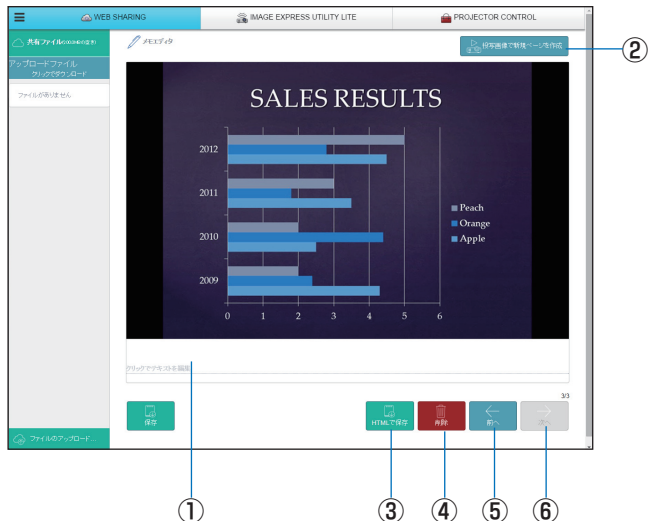 WEB SHARING
IMAGE EXPRESS UTILITY LITE
PROJECTOR CONTROL
共有ファイル
メモエディタ
投写画像で新規ページを作成
②
アップロードファイル
クリックでダウンロード
ファイルがありません
SALES RESULTS
2012
2011
2010
2009
Peach
Orange
Apple
0 1 2 3 4 5 6
クリックでテキストを編集
3/3
保存
HTMLで保存
削除
前へ
次へ
ファイルのアップロード...
① ③ ④ ⑤ ⑥